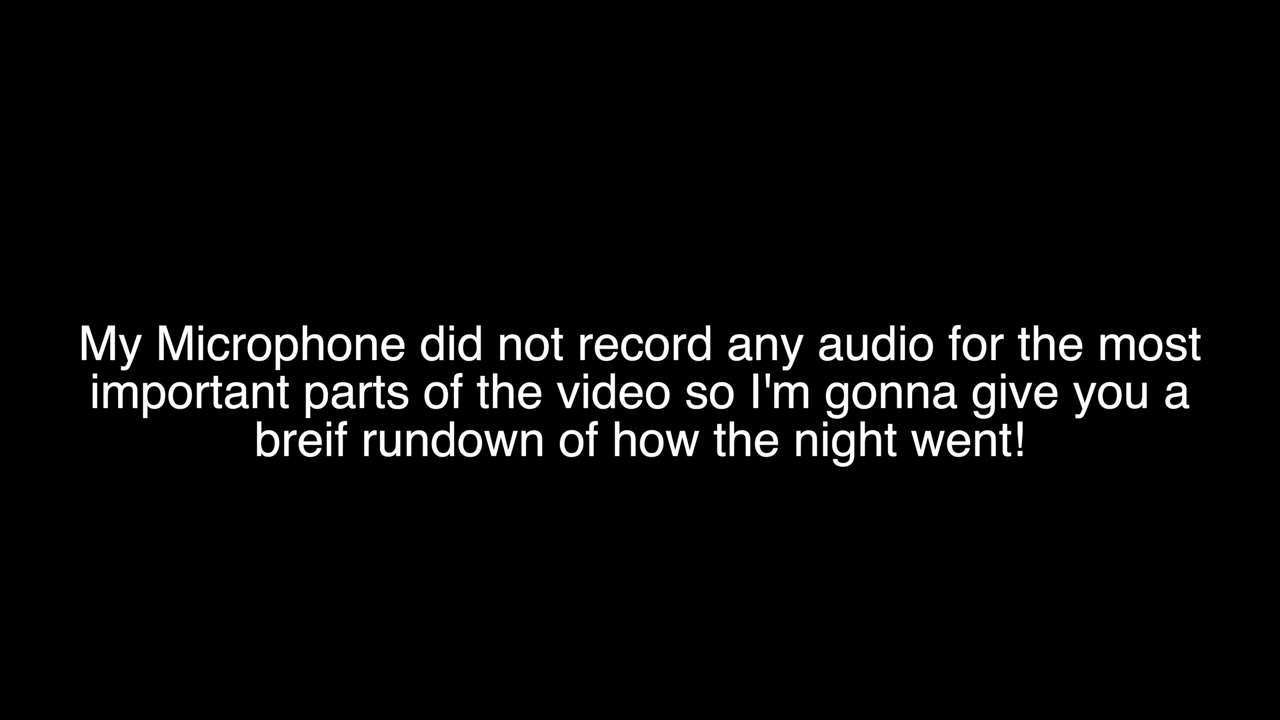 My Microphone did not record any audio for the most
important parts of the video so I'm gonna give you a
breif rundown of how the night went!